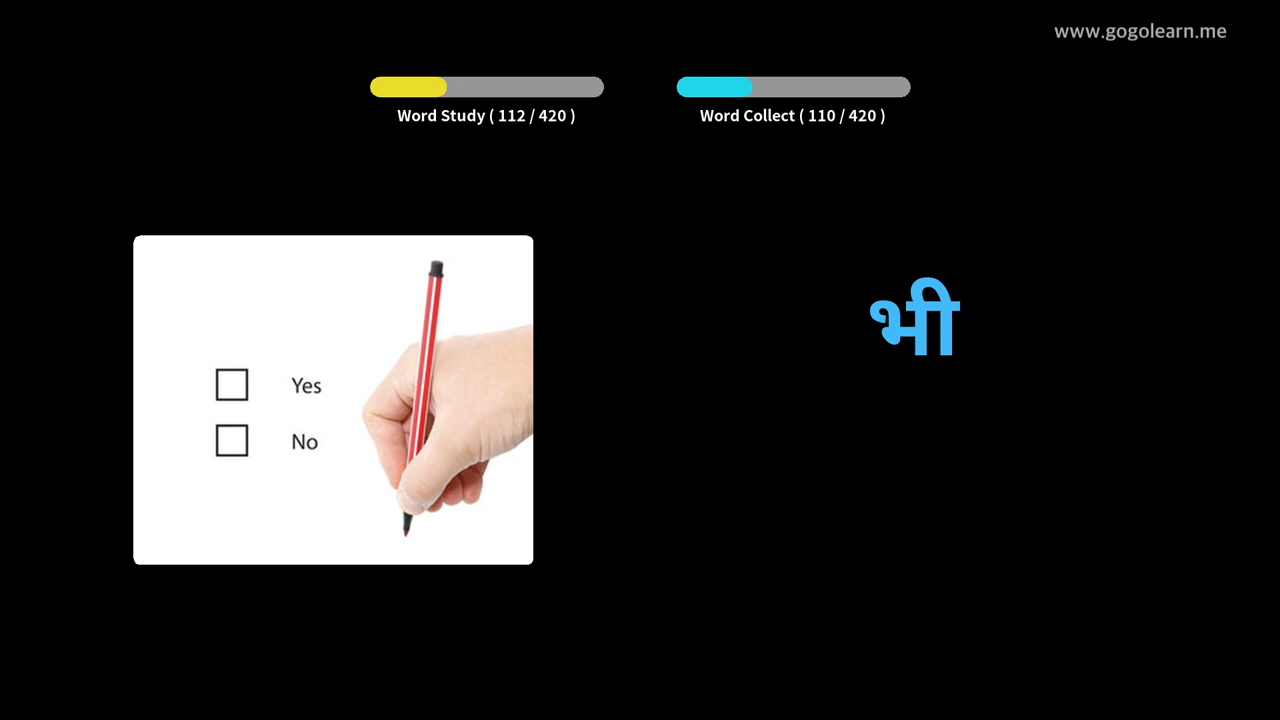 www.gogolearn.me
Word Study ( 112 / 420 )
Word Collect ( 110 / 420 )
भी
Yes
No